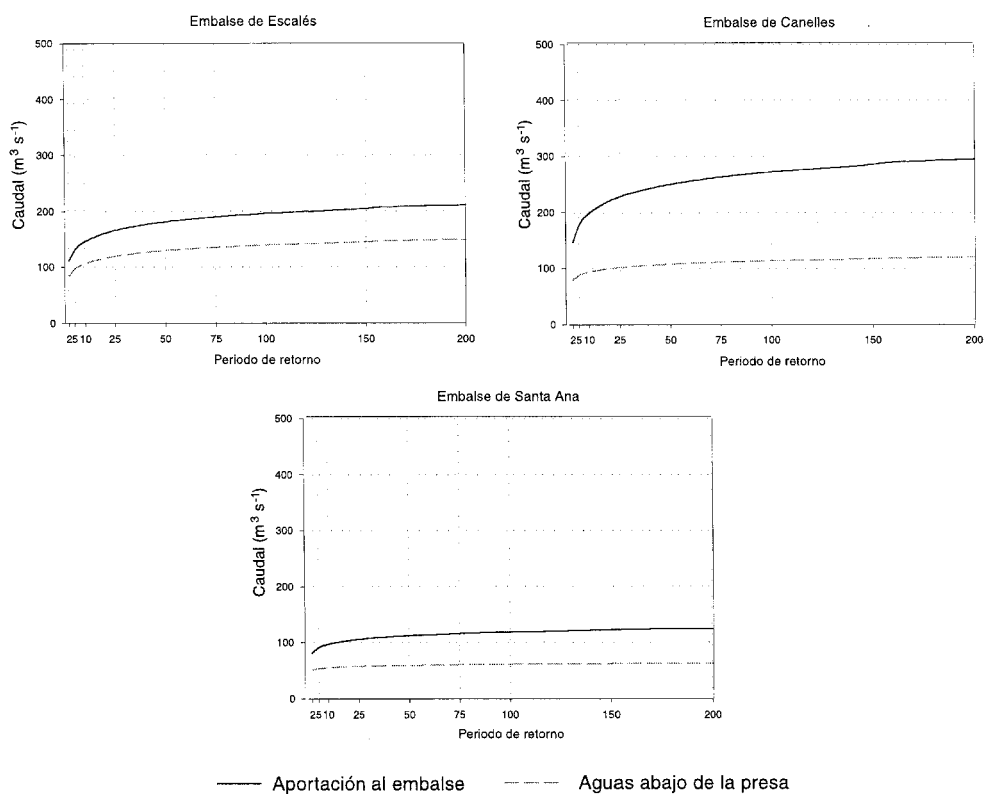 Embalse de Escalés
500
400
300
200
100
0
Caudal (m³ s⁻¹)
25 10 25 50 75 100 150 200
Periodo de retorno
Embalse de Canelles
500
400
300
200
100
0
Caudal (m³ s⁻¹)
25 10 25 50 75 100 150 200
Periodo de retorno
Embalse de Santa Ana
500
400
300
200
100
0
Caudal (m³ s⁻¹)
25 10 25 50 75 100 150 200
Periodo de retorno
Aportación al embalse Aguas abajo de la presa